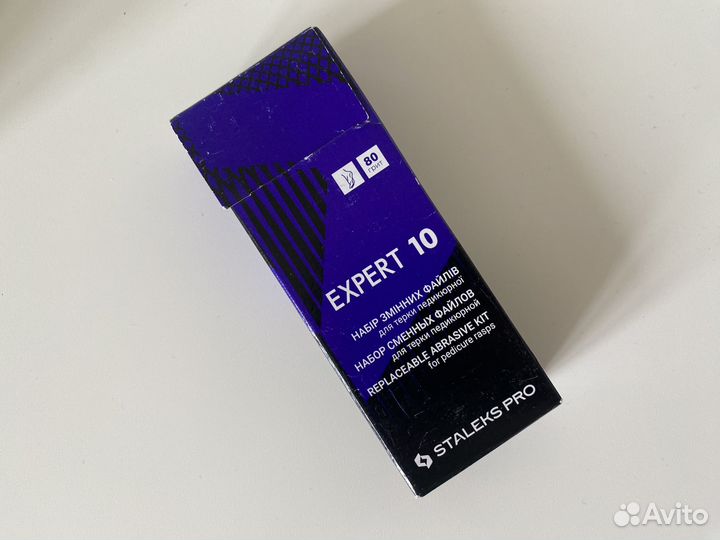 80
ГРИТ
EXPERT 10
НАБІР ЗМІННИХ ФАЙЛІВ
для терки педикюрної
НАБОР СМЕННЫХ ФАЙЛОВ
для терки педикюрной
REPLACEABLE ABRASIVE KIT
for pedicure rasps
STALEKS PRO
Avito